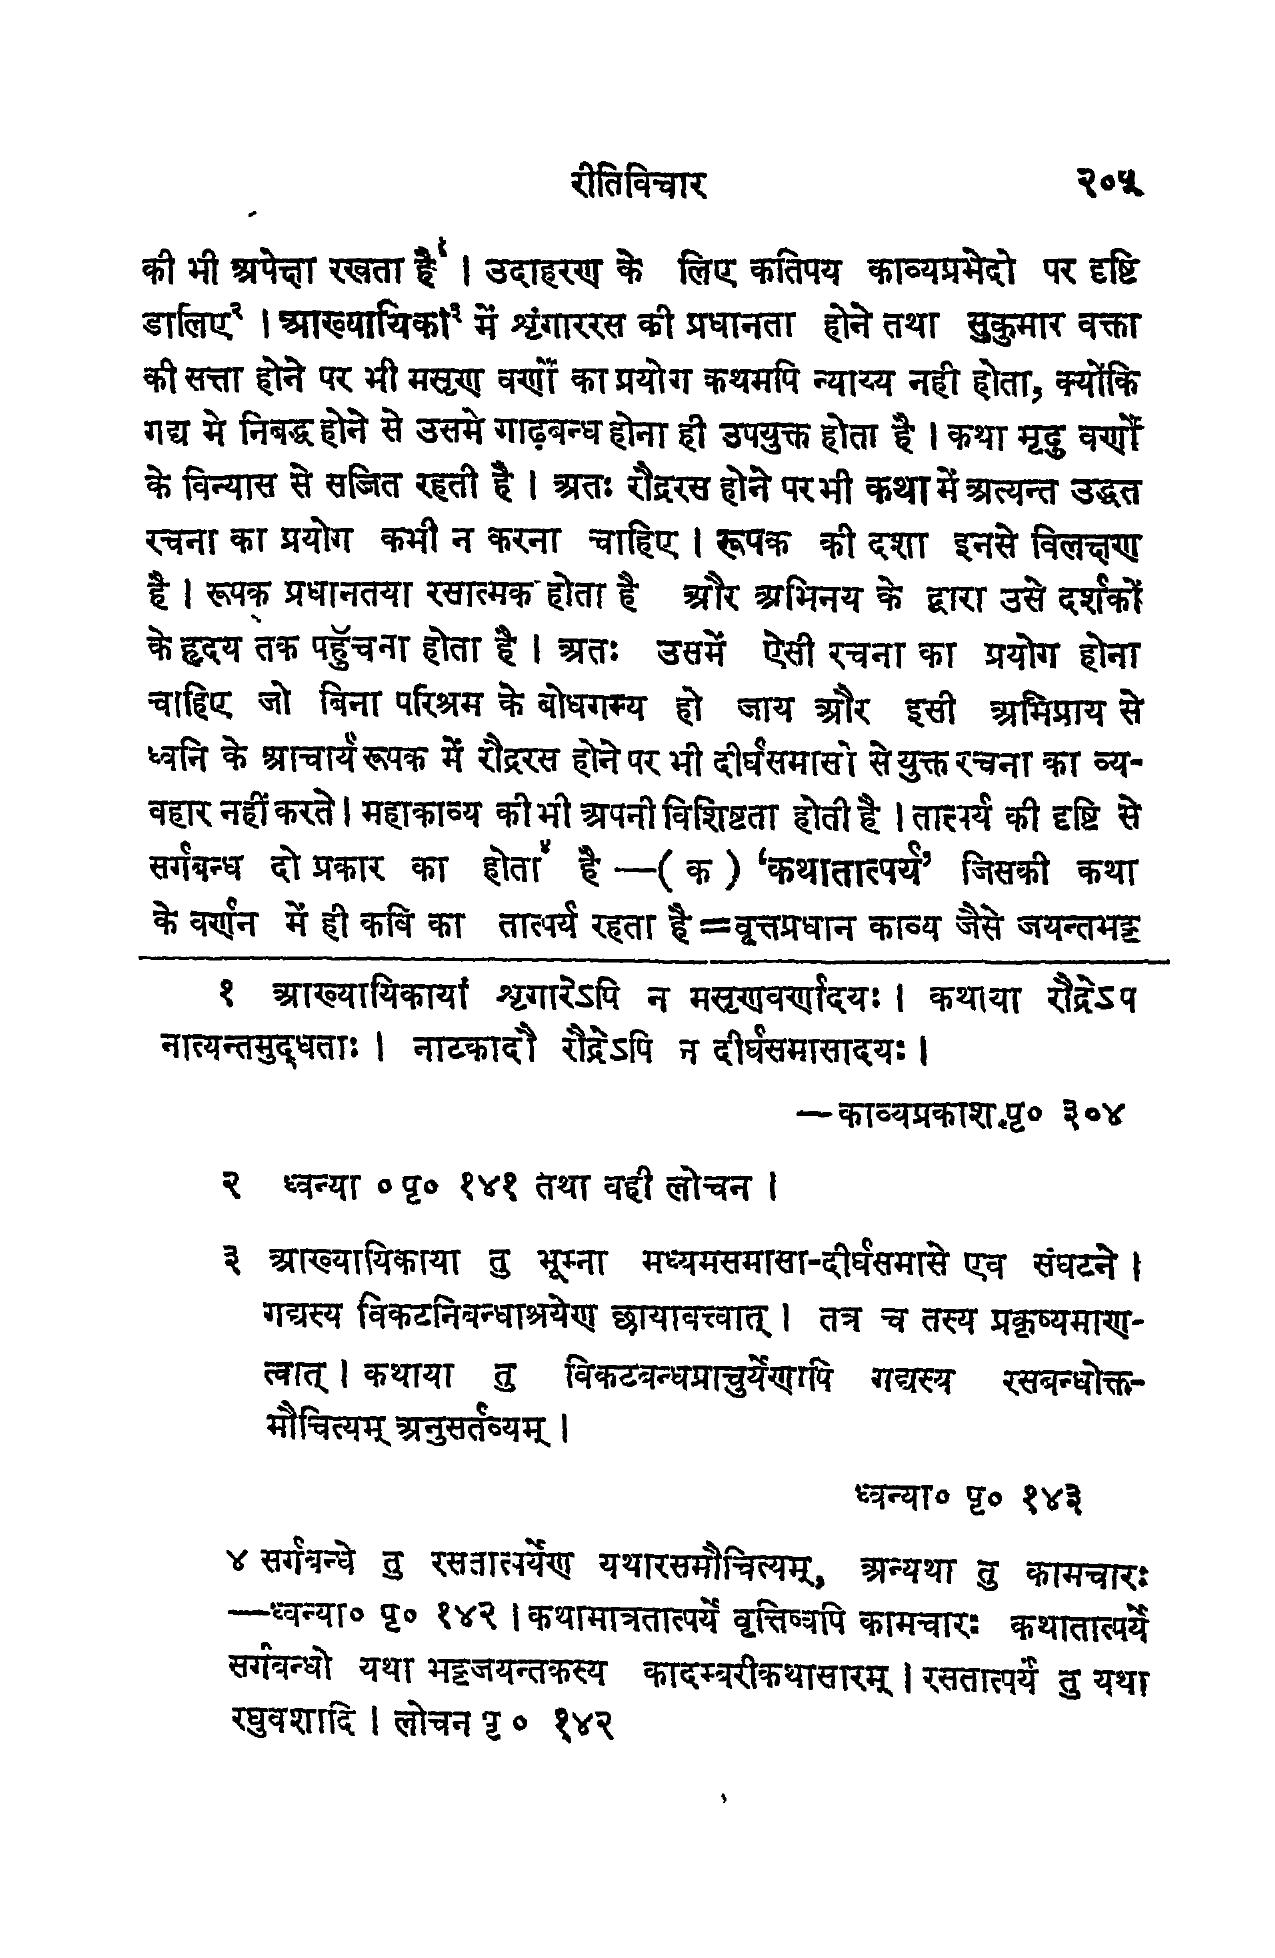 रीतिविचार २०५
की भी अपेक्षा रखता है१ । उदाहरण के लिए कतिपय काव्यप्रभेदो पर दृष्टि
डालिए२ । आख्यायिका३ में शृंगाररस की प्रधानता होने तथा सुकुमार वक्ता
की सत्ता होने पर भी मसृण वर्णों का प्रयोग कथमपि न्याय्य नही होता, क्योंकि
गद्य मे निबद्ध होने से उसमे गाढ़बन्ध होना ही उपयुक्त होता है । कथा मृदु वर्णों
के विन्यास से सज्जित रहती है । अतः रौद्ररस होने पर भी कथा में अत्यन्त उद्धत
रचना का प्रयोग कभी न करना चाहिए । रूपक की दशा इनसे विलक्षण
है । रूपक प्रधानतया रसात्मक होता है और अभिनय के द्वारा उसे दर्शकों
के हृदय तक पहुँचना होता है । अतः उसमें ऐसी रचना का प्रयोग होना
चाहिए जो बिना परिश्रम के बोधगम्य हो जाय और इसी अभिप्राय से
ध्वनि के आचार्य रूपक में रौद्ररस होने पर भी दीर्घसमासो से युक्त रचना का व्य-
वहार नहीं करते । महाकाव्य की भी अपनी विशिष्टता होती है । तात्पर्य की दृष्टि से
सर्गबन्ध दो प्रकार का होता४ है —( क ) ‘कथातात्पर्य’ जिसकी कथा
के वर्णन में ही कवि का तात्पर्य रहता है = वृत्तप्रधान काव्य जैसे जयन्तभट्ट
१ आख्यायिकायां शृगारेऽपि न मसृणवर्णादयः । कथाया रौद्रेऽप
नात्यन्तमुद्धताः । नाटकादौ रौद्रेऽपि न दीर्घसमासादयः ।
—काव्यप्रकाश पृ० ३०४
२ ध्वन्या ० पृ० १४१ तथा वही लोचन ।
३ आख्यायिकाया तु भूम्ना मध्यमसमासा-दीर्घसमासे एव संघटने ।
गद्यस्य विकटनिबन्धाश्रयेण छायावत्त्वात् । तत्र च तस्य प्रकृष्यमाण-
त्वात् । कथाया तु विकटबन्धप्राचुर्येणापि गद्यस्य रसबन्धोक्त-
मौचित्यम् अनुसर्तव्यम् ।
ध्वन्या० पृ० १४३
४ सर्गबन्धे तु रसतात्पर्येण यथारसमौचित्यम्, अन्यथा तु कामचारः
—ध्वन्या० पृ० १४२ । कथामात्रतात्पर्ये वृत्तिष्वपि कामचारः कथातात्पर्ये
सर्गबन्धो यथा भट्टजयन्तकस्य कादम्बरीकथासारम् । रसतात्पर्य तु यथा
रघुवशादि । लोचन पृ ० १४२